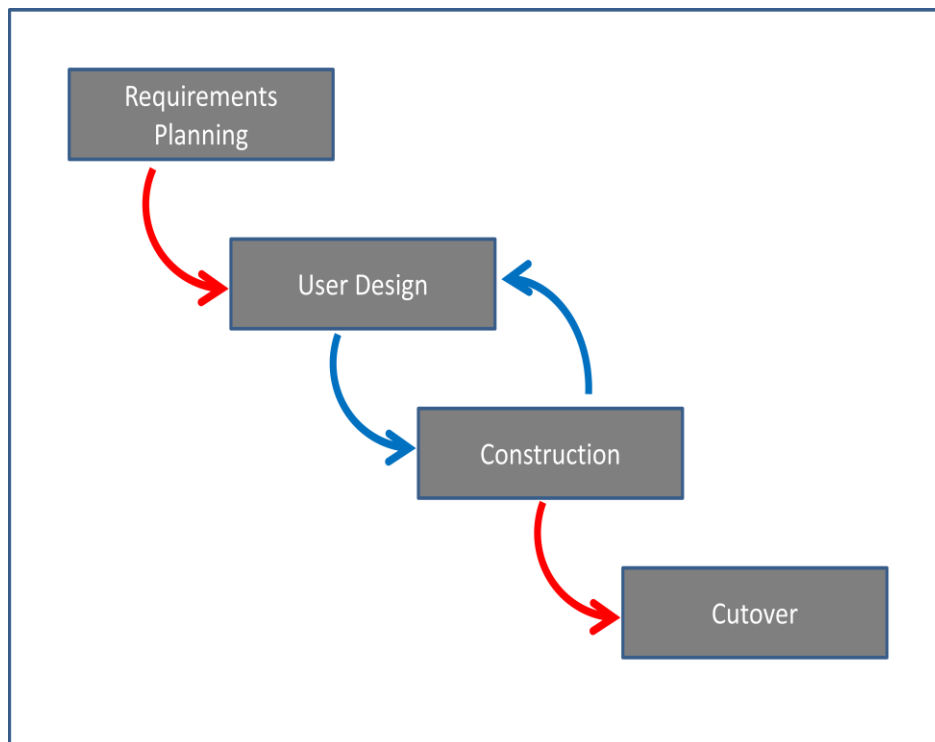 Requirements
Planning
User Design
Construction
Cutover